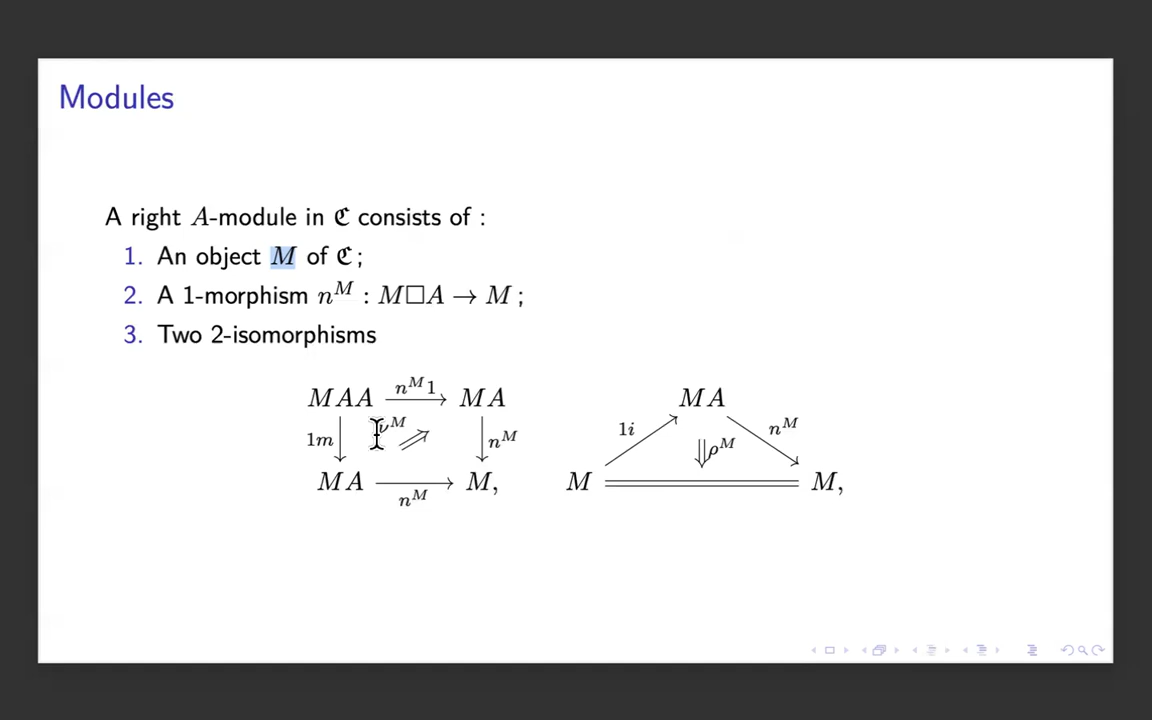 Modules
A right A-module in ℭ consists of :
1. An object M of ℭ;
2. A 1-morphism n^M : M□A → M ;
3. Two 2-isomorphisms
MAA n^M1 MA
1m ν^M n^M
MA n^M M,
MA
1i ρ^M n^M
M M,